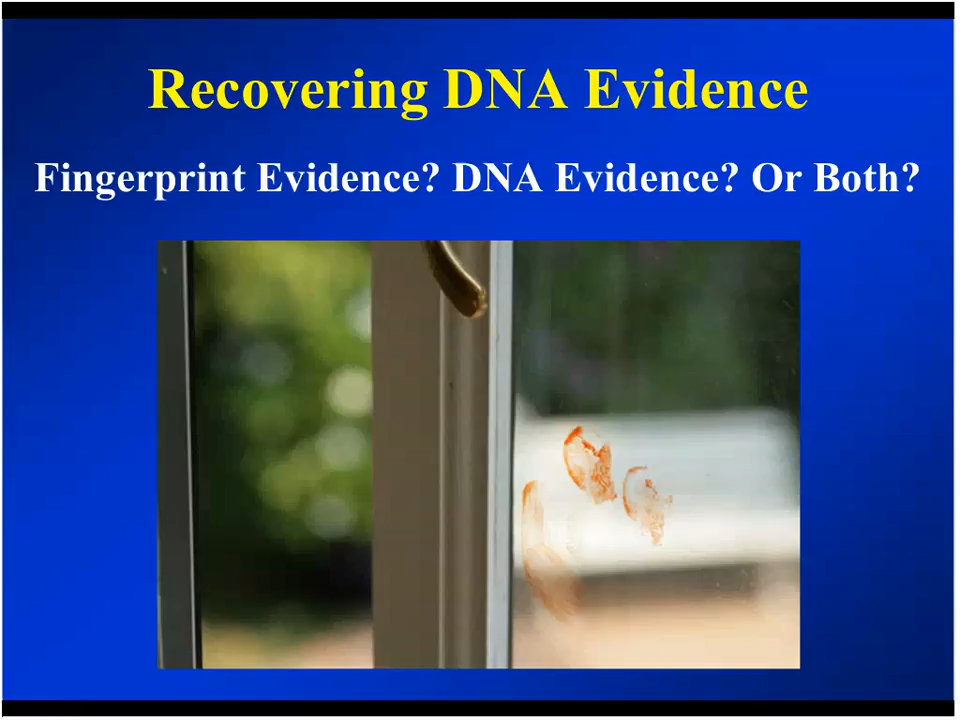 Recovering DNA Evidence
Fingerprint Evidence? DNA Evidence? Or Both?